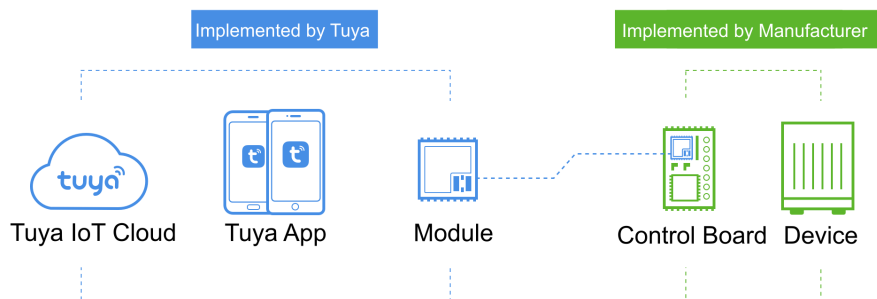 Implemented by Tuya
Implemented by Manufacturer
tuya
t
t
Tuya IoT Cloud
Tuya App
Module
Control Board
Device